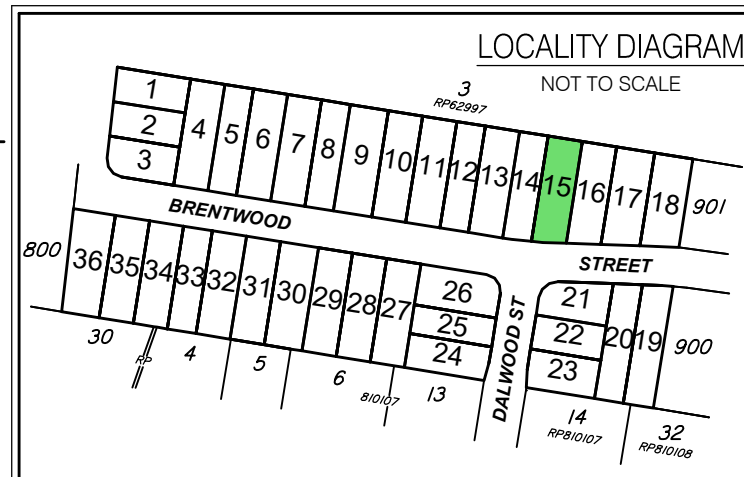 LOCALITY DIAGRAM
NOT TO SCALE
3
RP62997
1
2
3
4 5 6 7 8 9 10 11 12 13 14 15 16 17 18 901
BRENTWOOD STREET
800
36 35 34 33 32 31 30 29 28 27
26
25
24
DALWOOD ST
21
22
23
20 19 900
30 RP 4 5 6 810107 13
14
RP810107
32
RP810108